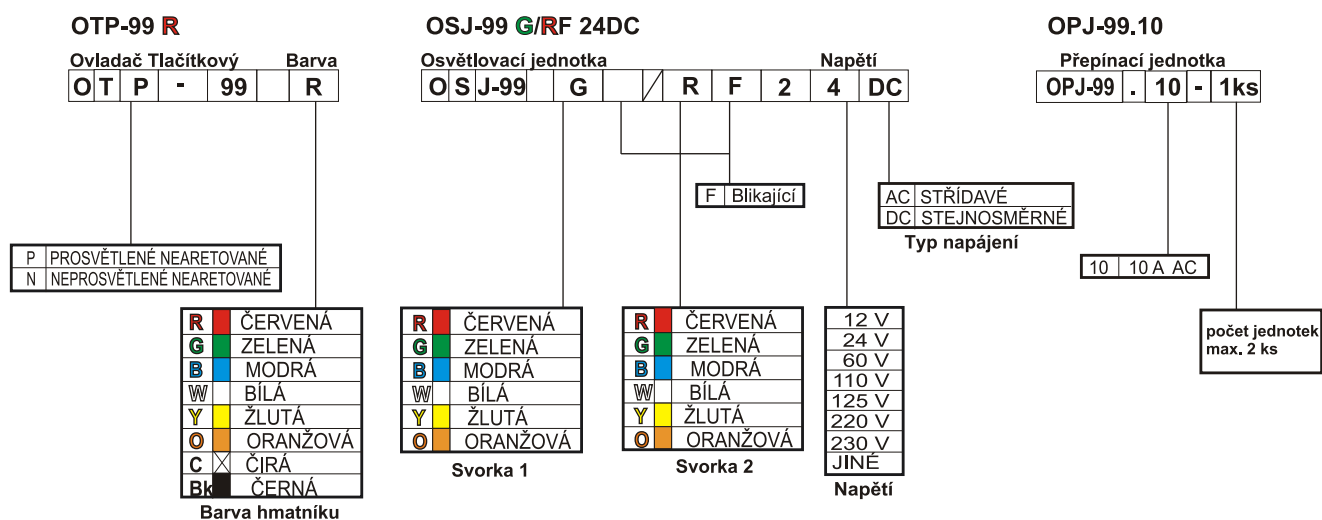 OTP-99 R
Ovladač Tlačítkový Barva
O T P - 99 R
P PROSVĚTLENÉ NEARETOVANÉ
N NEPROSVĚTLENÉ NEARETOVANÉ
R ČERVENÁ
G ZELENÁ
B MODRÁ
W BÍLÁ
Y ŽLUTÁ
O ORANŽOVÁ
C ČIRÁ
Bk ČERNÁ
Barva hmatníku
OSJ-99 G/RF 24DC
Osvětlovací jednotka Napětí
O S J-99 G / R F 2 4 DC
F Blikající
AC STŘÍDAVÉ
DC STEJNOSMĚRNÉ
Typ napájení
R ČERVENÁ
G ZELENÁ
B MODRÁ
W BÍLÁ
Y ŽLUTÁ
O ORANŽOVÁ
Svorka 1
R ČERVENÁ
G ZELENÁ
B MODRÁ
W BÍLÁ
Y ŽLUTÁ
O ORANŽOVÁ
Svorka 2
12 V
24 V
60 V
110 V
125 V
220 V
230 V
JINÉ
Napětí
OPJ-99.10
Přepínací jednotka
OPJ-99 . 10 - 1ks
10 10 A AC
počet jednotek
max. 2 ks